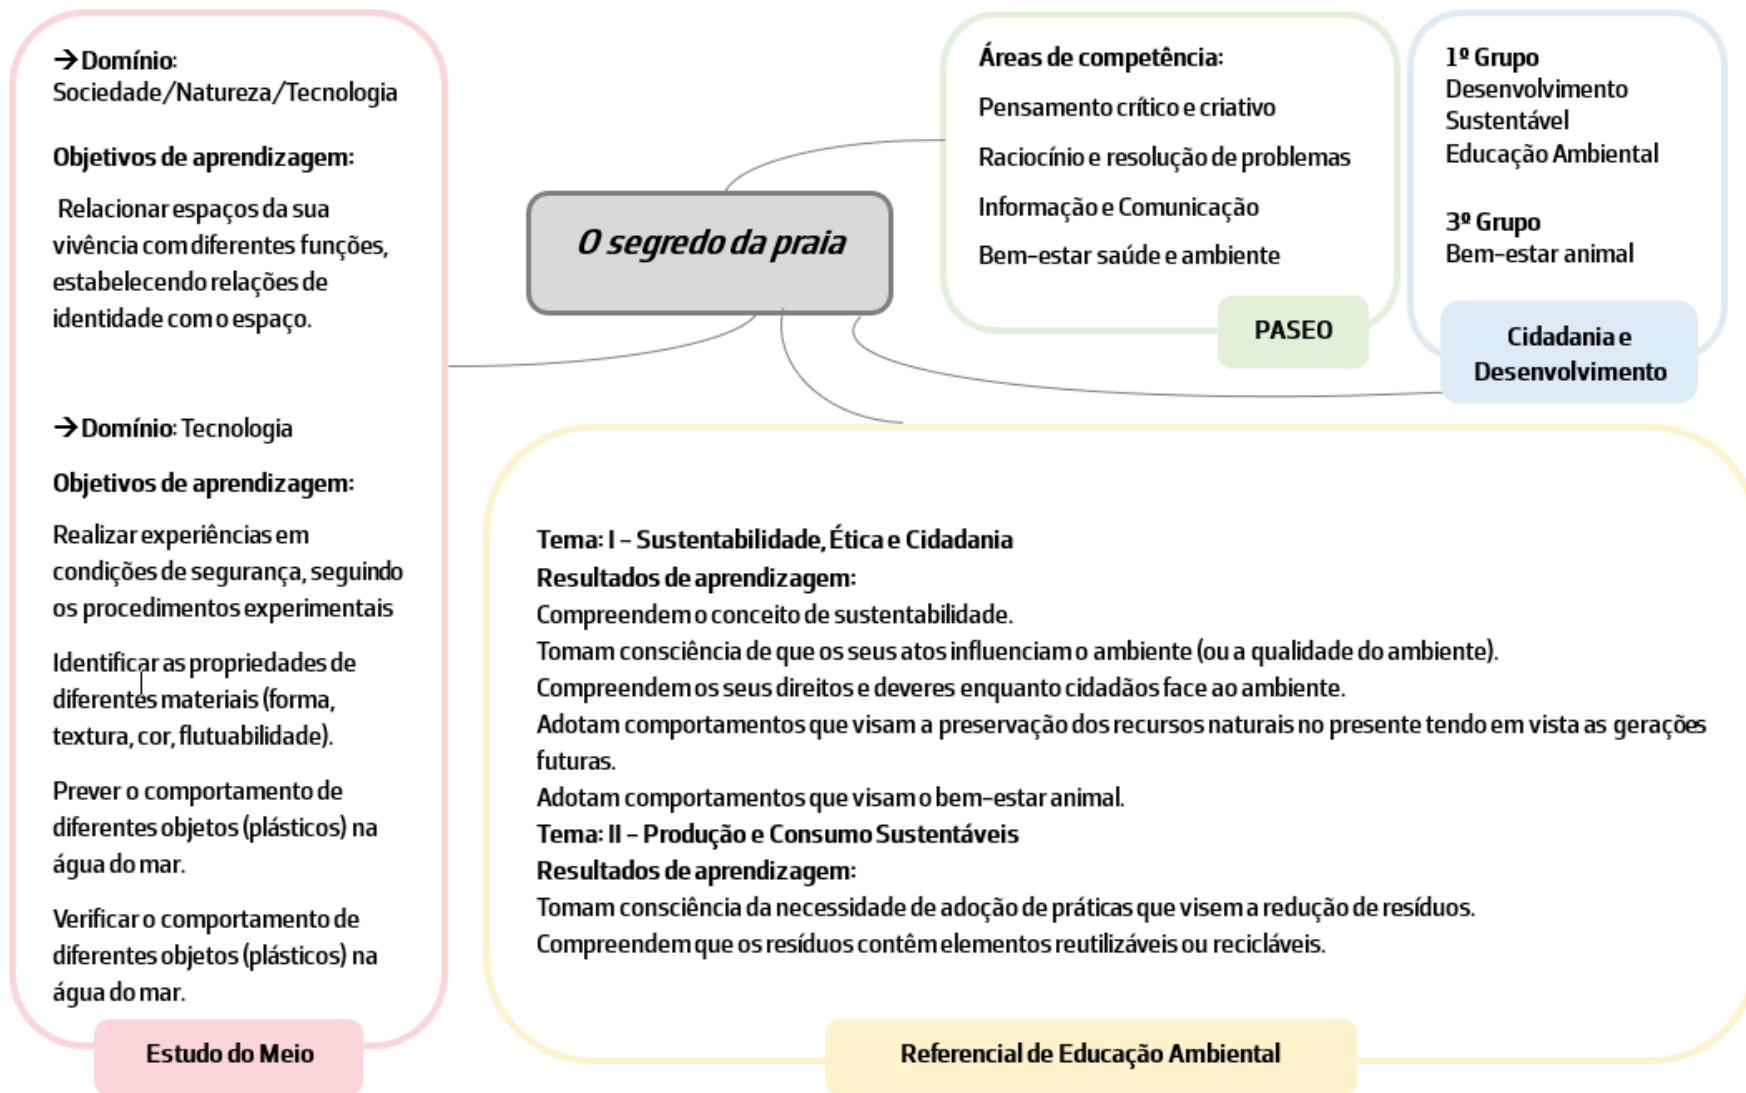 →Domínio:
Sociedade/Natureza/Tecnologia
Objetivos de aprendizagem:
Relacionar espaços da sua
vivência com diferentes funções,
estabelecendo relações de
identidade com o espaço.
→Domínio: Tecnologia
Objetivos de aprendizagem:
Realizar experiências em
condições de segurança, seguindo
os procedimentos experimentais
Identificar as propriedades de
diferentes materiais (forma,
textura, cor, flutuabilidade).
Prever o comportamento de
diferentes objetos (plásticos) na
água do mar.
Verificar o comportamento de
diferentes objetos (plásticos) na
água do mar.
Estudo do Meio
O segredo da praia
Áreas de competência:
Pensamento crítico e criativo
Raciocínio e resolução de problemas
Informação e Comunicação
Bem-estar saúde e ambiente
PASEO
1º Grupo
Desenvolvimento
Sustentável
Educação Ambiental
3º Grupo
Bem-estar animal
Cidadania e
Desenvolvimento
Tema: I - Sustentabilidade, Ética e Cidadania
Resultados de aprendizagem:
Compreendem o conceito de sustentabilidade.
Tomam consciência de que os seus atos influenciam o ambiente (ou a qualidade do ambiente).
Compreendem os seus direitos e deveres enquanto cidadãos face ao ambiente.
Adotam comportamentos que visam a preservação dos recursos naturais no presente tendo em vista as gerações
futuras.
Adotam comportamentos que visam o bem-estar animal.
Tema: II - Produção e Consumo Sustentáveis
Resultados de aprendizagem:
Tomam consciência da necessidade de adoção de práticas que visem a redução de resíduos.
Compreendem que os resíduos contêm elementos reutilizáveis ou recicláveis.
Referencial de Educação Ambiental